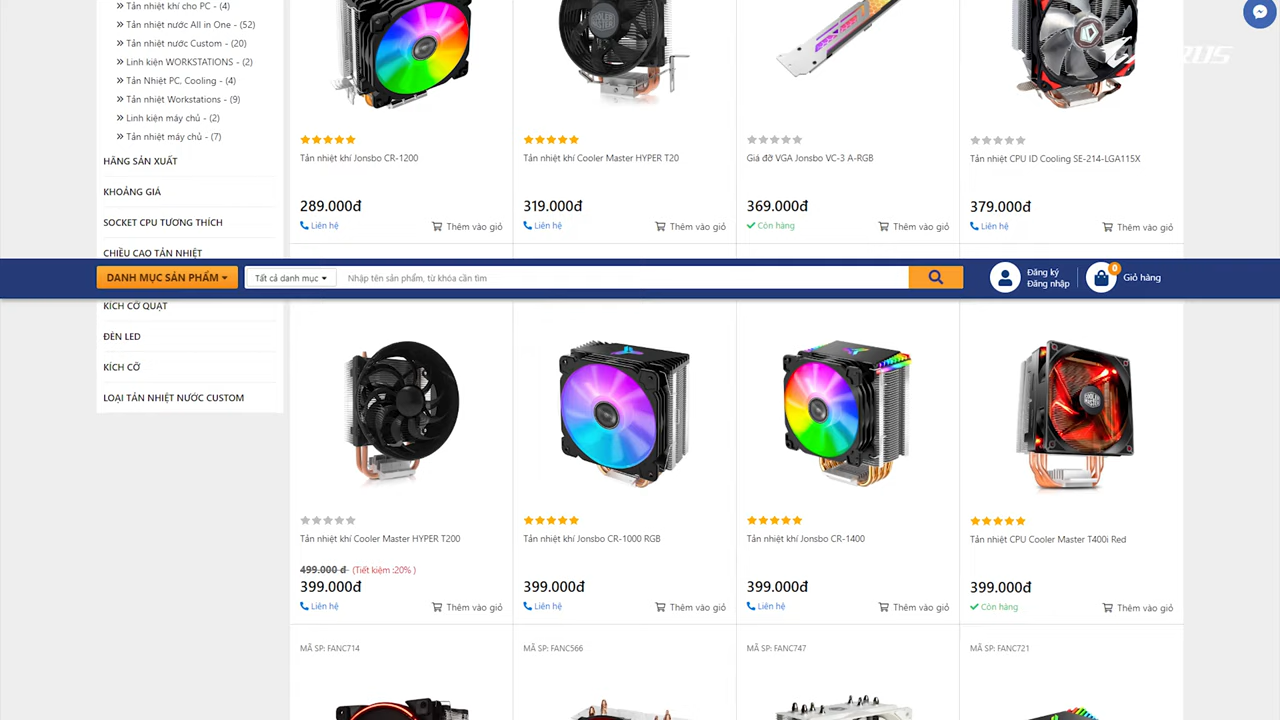 Tản nhiệt khí cho PC - (4)
Tản nhiệt nước All in One - (52)
Tản nhiệt nước Custom - (20)
Linh kiện WORKSTATIONS - (2)
Tản Nhiệt PC, Cooling - (4)
Tản nhiệt Workstations - (9)
Linh kiện máy chủ - (2)
Tản nhiệt máy chủ - (7)
HÃNG SẢN XUẤT
KHOẢNG GIÁ
SOCKET CPU TƯƠNG THÍCH
CHIỀU CAO TẢN NHIỆT
Tản nhiệt khí Jonsbo CR-1200
289.000đ
Liên hệ
Thêm vào giỏ
Tản nhiệt khí Cooler Master HYPER T20
319.000đ
Liên hệ
Thêm vào giỏ
Giá đỡ VGA Jonsbo VC-3 A-RGB
369.000đ
Còn hàng
Thêm vào giỏ
Tản nhiệt CPU ID Cooling SE-214-LGA115X
379.000đ
Liên hệ
Thêm vào giỏ
DANH MỤC SẢN PHẨM
Tất cả danh mục
Nhập tên sản phẩm, từ khóa cần tìm
Đăng ký
Đăng nhập
0
Giỏ hàng
KÍCH CỠ QUẠT
ĐÈN LED
KÍCH CỠ
LOẠI TẢN NHIỆT NƯỚC CUSTOM
Tản nhiệt khí Cooler Master HYPER T200
499.000 đ (Tiết kiệm :20% )
399.000đ
Liên hệ
Thêm vào giỏ
Tản nhiệt khí Jonsbo CR-1000 RGB
399.000đ
Liên hệ
Thêm vào giỏ
Tản nhiệt khí Jonsbo CR-1400
399.000đ
Liên hệ
Thêm vào giỏ
COOLER MASTER
Tản nhiệt CPU Cooler Master T400i Red
399.000đ
Còn hàng
Thêm vào giỏ
MÃ SP: FANC714
MÃ SP: FANC566
MÃ SP: FANC747
MÃ SP: FANC721